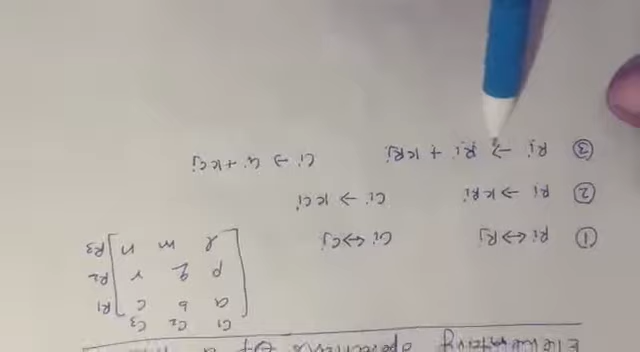 Elementary operations of a
C1 C2 C3
a b c R1
p q r R2
① Ri ↔ Rj Ci ↔ Cj
l m n R3
② Ri → KRi Ci → KCi
③ Ri → Ri + KRj Ci → Ci + KCj